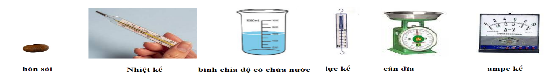 hòn sỏi    Nhiệt kế    bình chia độ có chứa nước    lực kế    cân đĩa    ampe kế